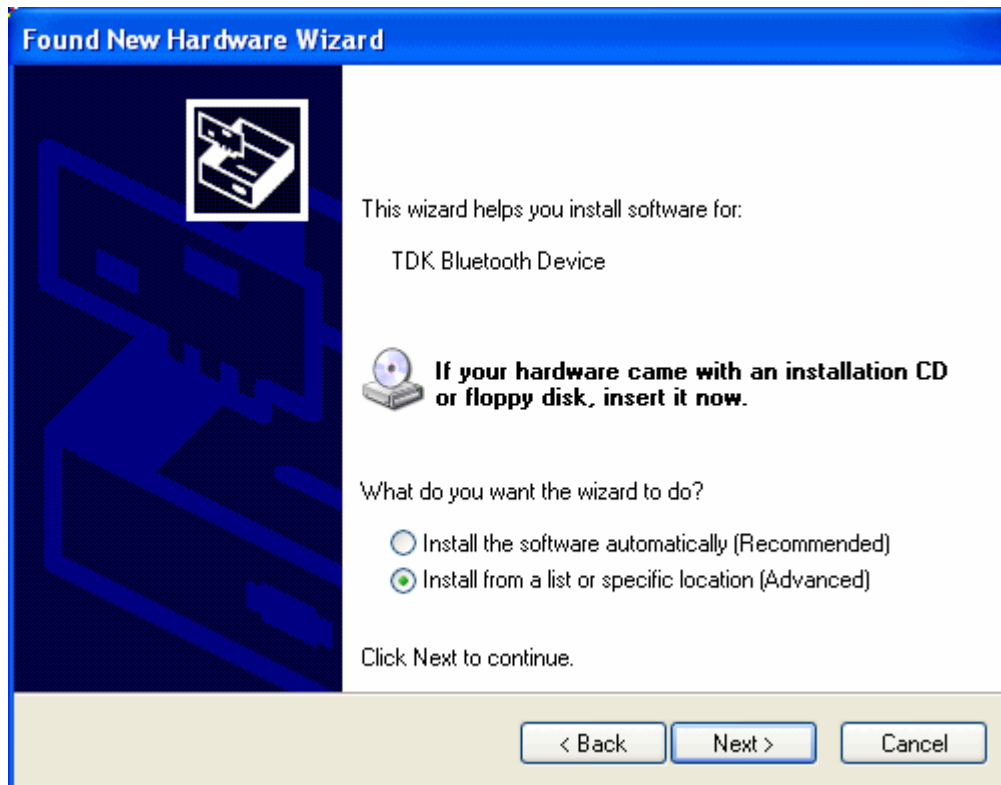 Found New Hardware Wizard
This wizard helps you install software for:
TDK Bluetooth Device
If your hardware came with an installation CD
or floppy disk, insert it now.
What do you want the wizard to do?
Install the software automatically (Recommended)
Install from a list or specific location (Advanced)
Click Next to continue.
< Back
Next >
Cancel